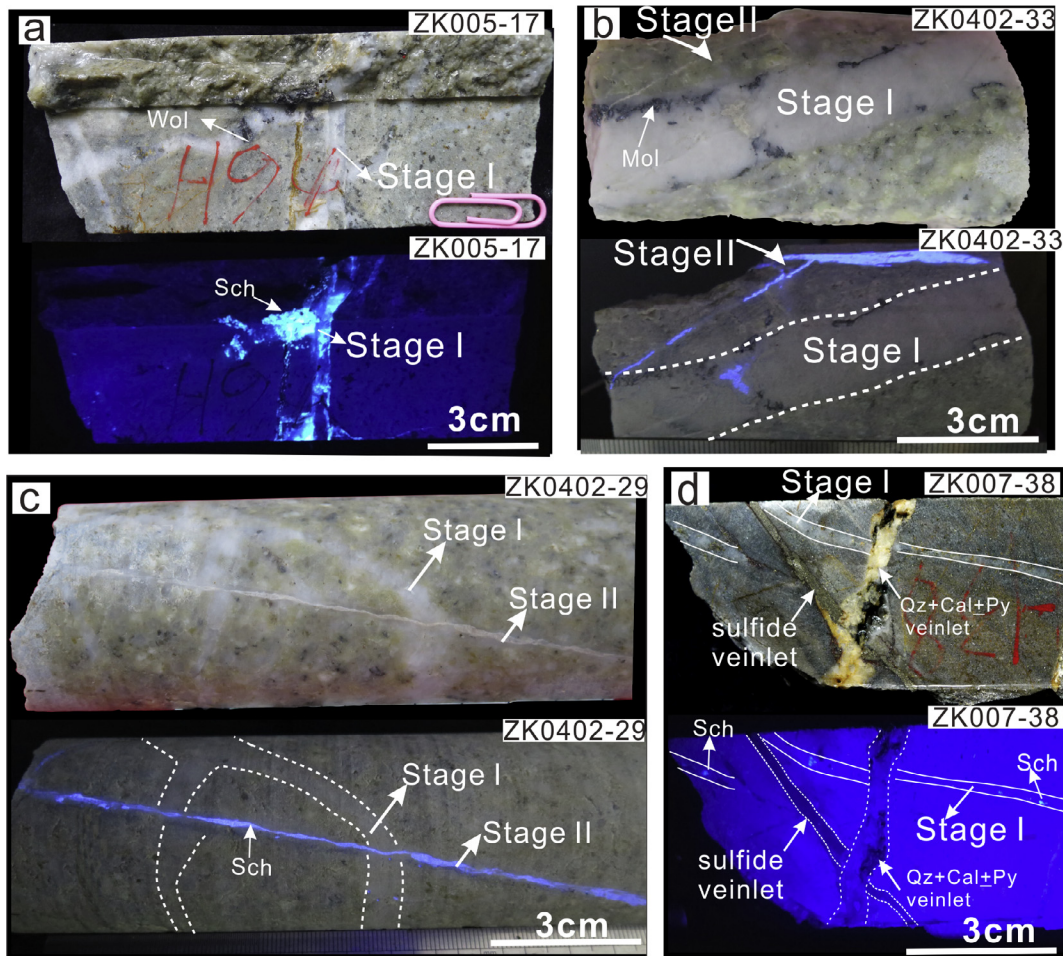 a
ZK005-17
Wol
Stage I
H9
ZK005-17
Sch
Stage I
H9
3cm
b
ZK0402-33
StageII
Stage I
Mol
ZK0402-33
StageII
Stage I
3cm
c
ZK0402-29
Stage I
Stage II
ZK0402-29
Stage I
Stage II
Sch
3cm
d
ZK007-38
Stage I
sulfide
veinlet
Qz+Cal±Py
veinlet
ZK007-38
Sch
Sch
Stage I
sulfide
veinlet
Qz+Cal±Py
veinlet
3cm